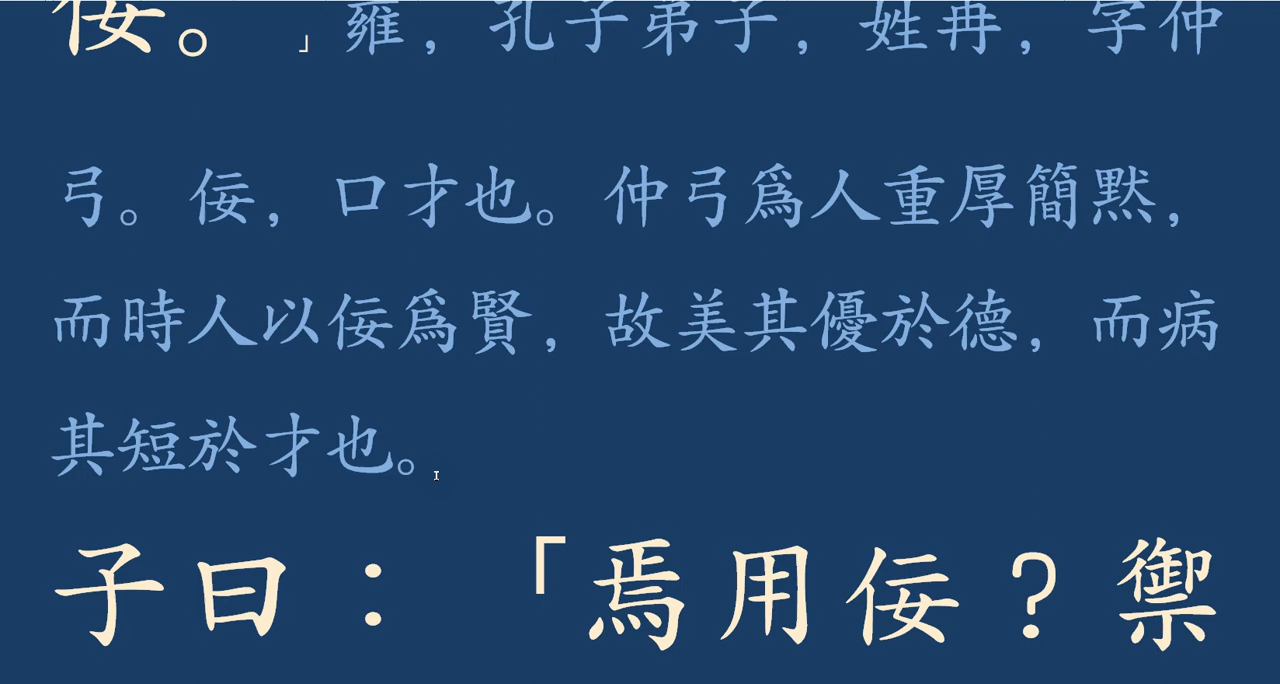 佞。」雍，孔子弟子，姓冉，字仲
弓。佞，口才也。仲弓爲人重厚簡默，
而時人以佞爲賢，故美其優於德，而病
其短於才也。
子曰：「焉用佞？禦